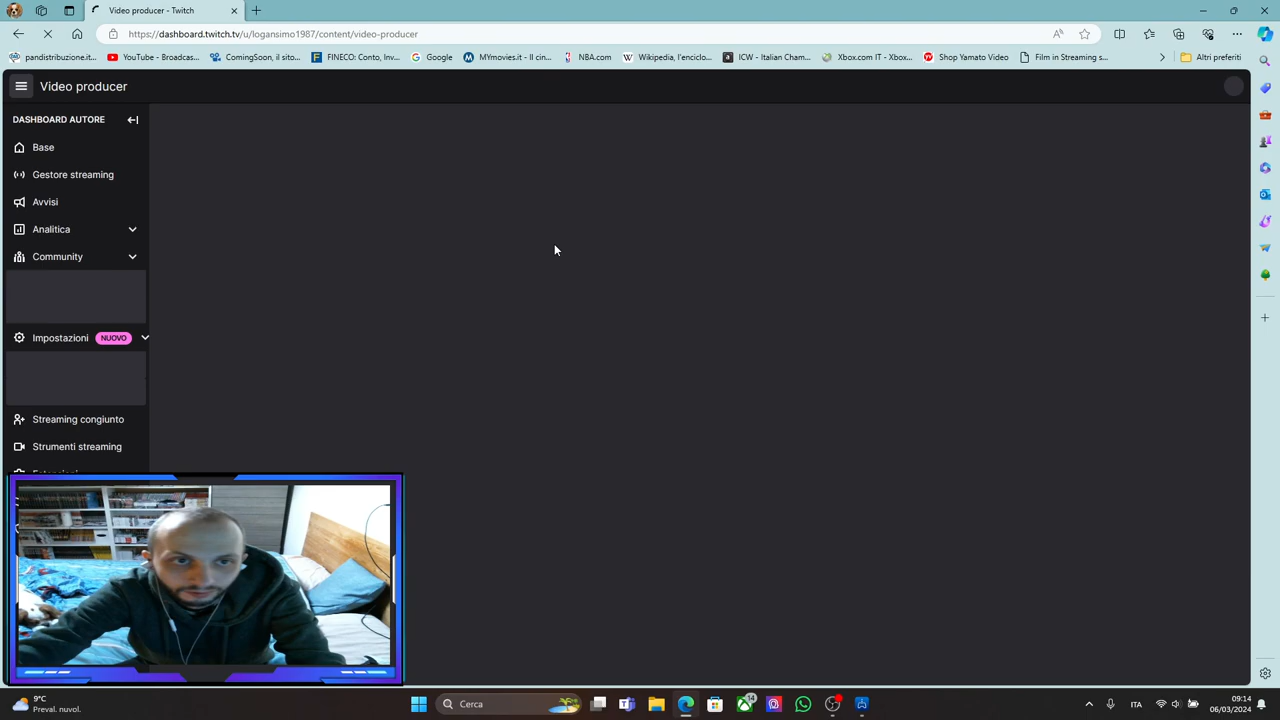 Video producer - Twitch
https://dashboard.twitch.tv/u/logansimo1987/content/video-producer
pandistribuzione.it...
YouTube - Broadcas...
ComingSoon, il sito...
FINECO: Conto, Inv...
Google
MYmovies.it - Il cin...
NBA.com
Wikipedia, l'enciclo...
ICW - Italian Cham...
Xbox.com IT - Xbox...
Shop Yamato Video
Film in Streaming s...
Altri preferiti
Video producer
DASHBOARD AUTORE
Base
Gestore streaming
Avvisi
Analitica
Community
Impostazioni NUOVO
Streaming congiunto
Strumenti streaming
9°C
Preval. nuvol.
Cerca
14
ITA
09:14
06/03/2024